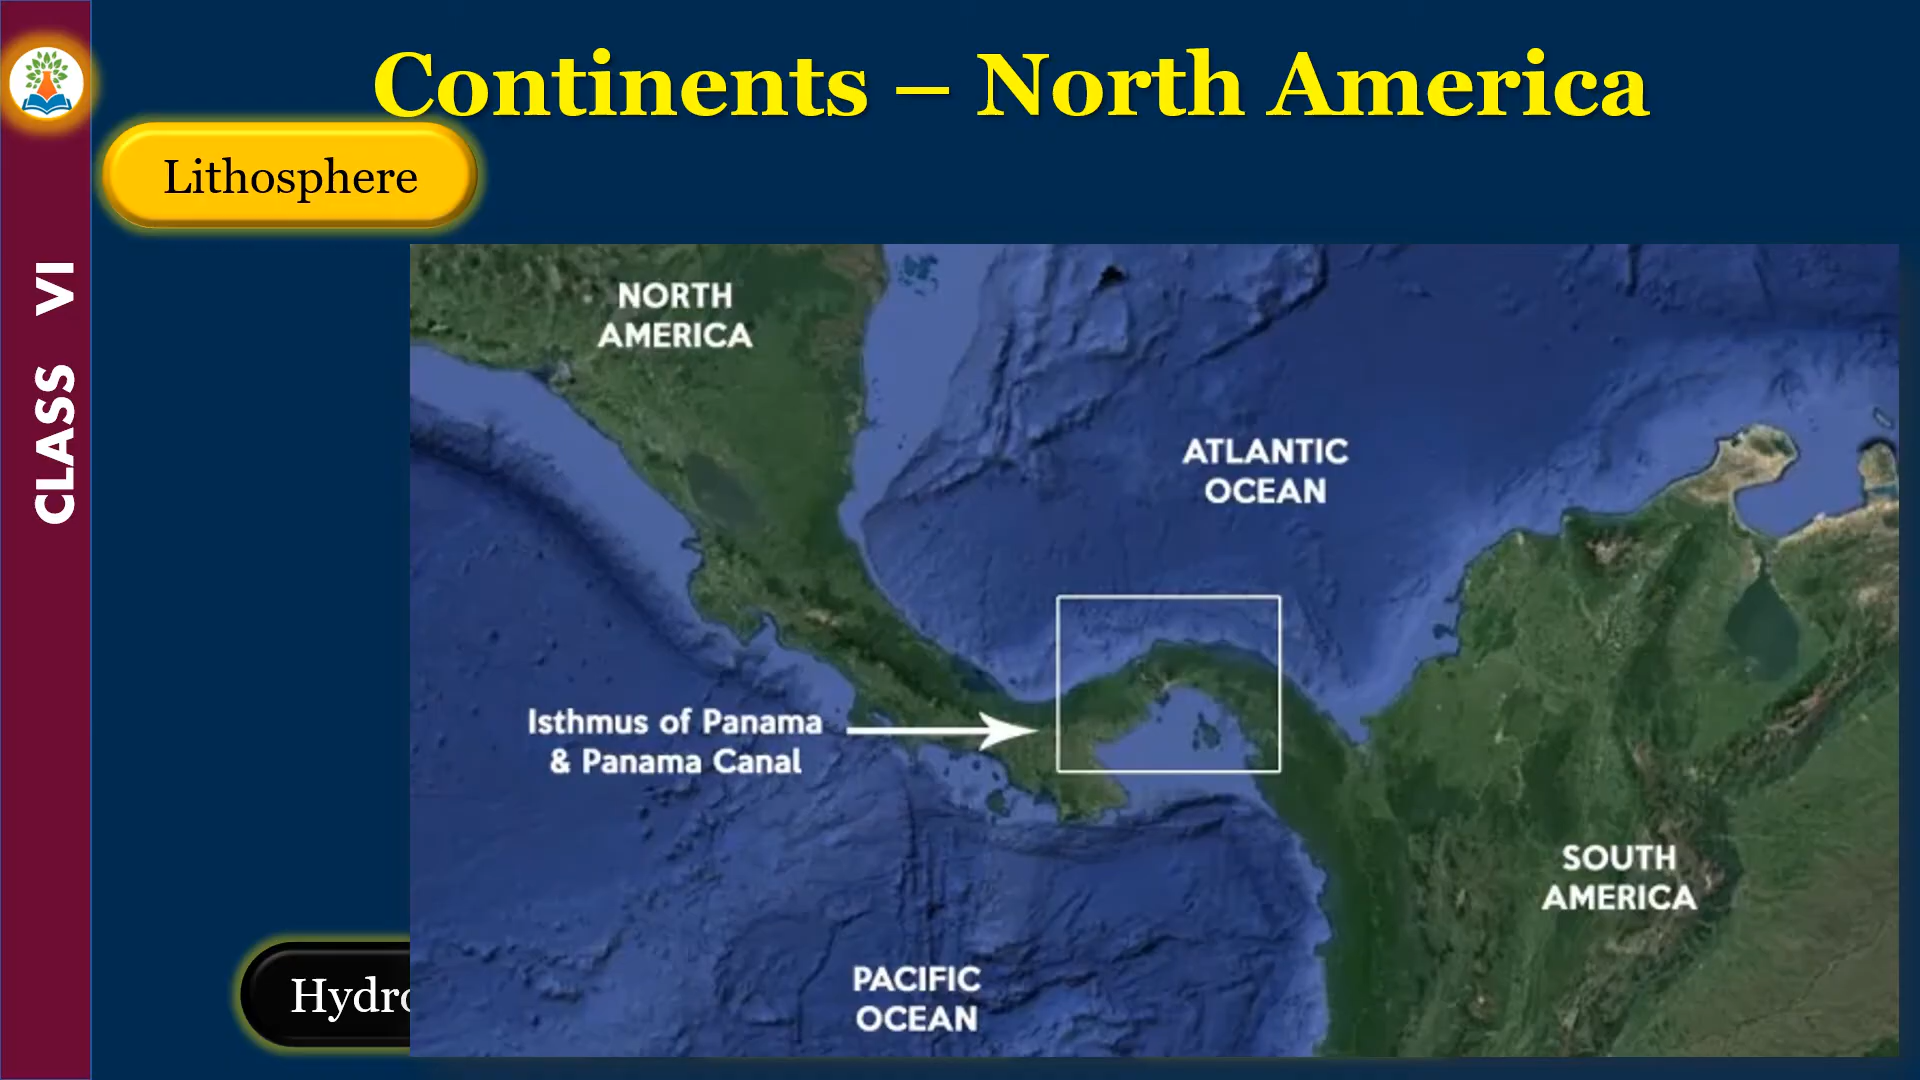 Continents – North America
Lithosphere
CLASS VI
NORTH
AMERICA
ATLANTIC
OCEAN
Isthmus of Panama
& Panama Canal
SOUTH
AMERICA
PACIFIC
OCEAN
Hydro